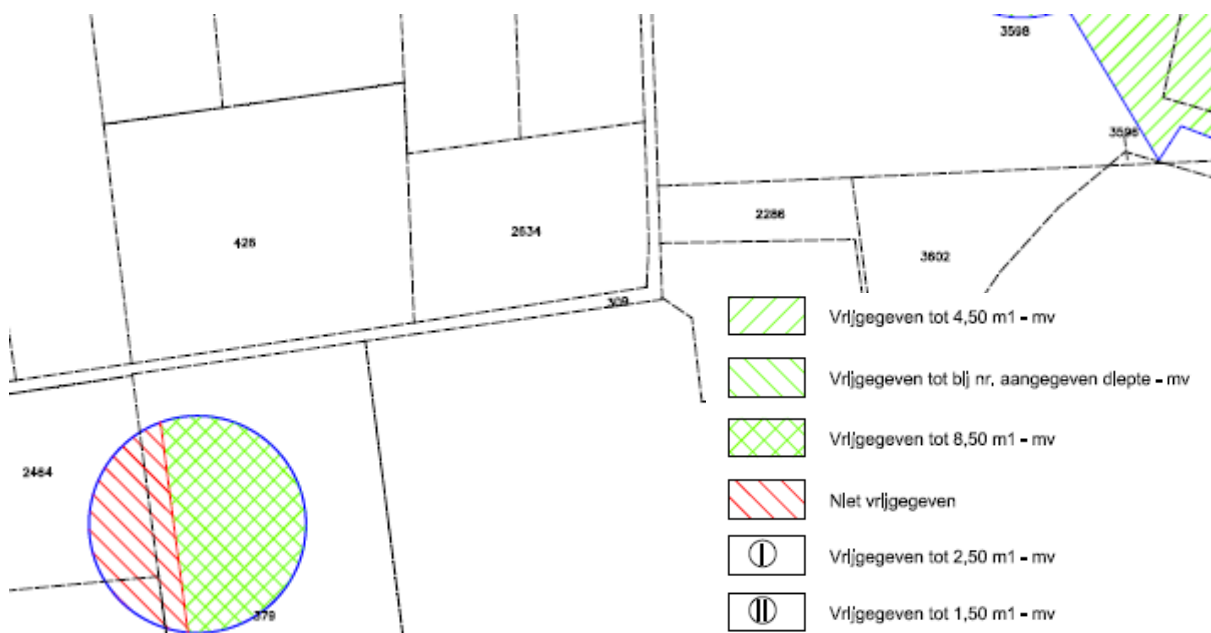 3598
3596
428
2634
2286
3602
309
Vrijgegeven tot 4,50 m1 - mv
Vrijgegeven tot bij nr. aangegeven diepte - mv
Vrijgegeven tot 8,50 m1 - mv
2464
Niet vrijgegeven
Vrijgegeven tot 2,50 m1 - mv
379
Vrijgegeven tot 1,50 m1 - mv